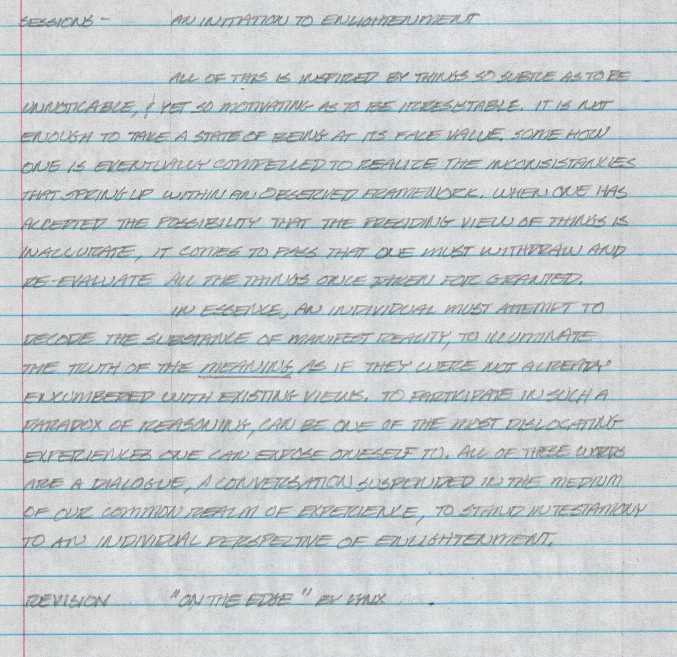 SESSIONS - AN INITIATION TO ENLIGHTENMENT
ALL OF THIS IS INSPIRED BY THINGS SO SUBTLE AS TO BE
UNNOTICABLE, & YET SO MOTIVATING AS TO BE IRRESISTABLE. IT IS NOT
ENOUGH TO TAKE A STATE OF BEING AT ITS FACE VALUE. SOME HOW
ONE IS EVENTUALLY COMPELLED TO REALIZE THE INCONSISTANCIES
THAT SPRING UP WITHIN AN OBSERVED FRAMEWORK. WHEN ONE HAS
ACCEPTED THE POSSIBILITY THAT THE PRESIDING VIEW OF THINGS IS
INACCURATE, IT COMES TO PASS THAT ONE MUST WITHDRAW AND
RE-EVALUATE ALL THE THINGS ONCE TAKEN FOR GRANTED.
IN ESSENCE, AN INDIVIDUAL MUST ATTEMPT TO
DECODE THE SUBSTANCE OF MANIFEST REALITY, TO ILLUMINATE
THE TRUTH OF THE MEANING AS IF THEY WERE NOT ALREADY
ENCUMBERED WITH EXISTING VIEWS. TO PARTICIPATE IN SUCH A
PARADOX OF REASONING, CAN BE ONE OF THE MOST DISLOCATING
EXPERIENCES ONE CAN EXPOSE ONESELF TO. ALL OF THESE WORDS
ARE A DIALOGUE, A CONVERSATION SUSPENDED IN THE MEDIUM
OF OUR COMMON REALM OF EXPERIENCE, TO STAND IN TESTAMONY
TO AN INDIVIDUAL PERSPECTIVE OF ENLIGHTENMENT.
REVISION "ON THE EDGE" BY LYNX